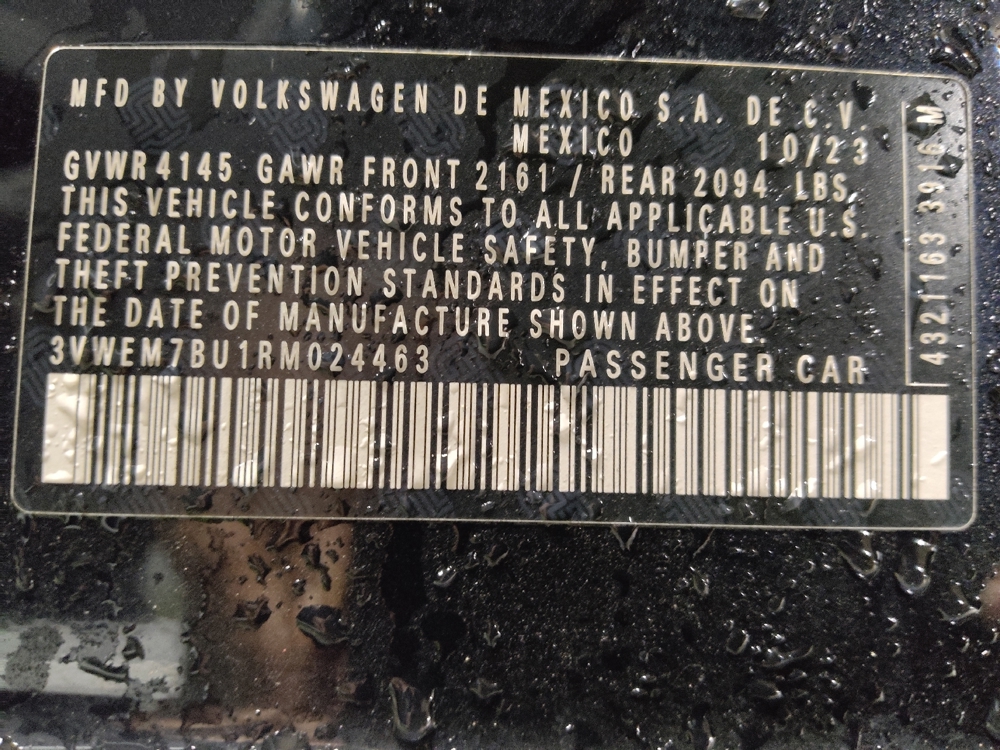 MFD BY VOLKSWAGEN DE MEXICO S.A. DE C.V.
MEXICO 10/23
GVWR 4145 GAWR FRONT 2161 / REAR 2094 LBS.
THIS VEHICLE CONFORMS TO ALL APPLICABLE U.S.
FEDERAL MOTOR VEHICLE SAFETY, BUMPER AND
THEFT PREVENTION STANDARDS IN EFFECT ON
THE DATE OF MANUFACTURE SHOWN ABOVE.
3VWEM7BU1RM024463 PASSENGER CAR
4321163 3916 M